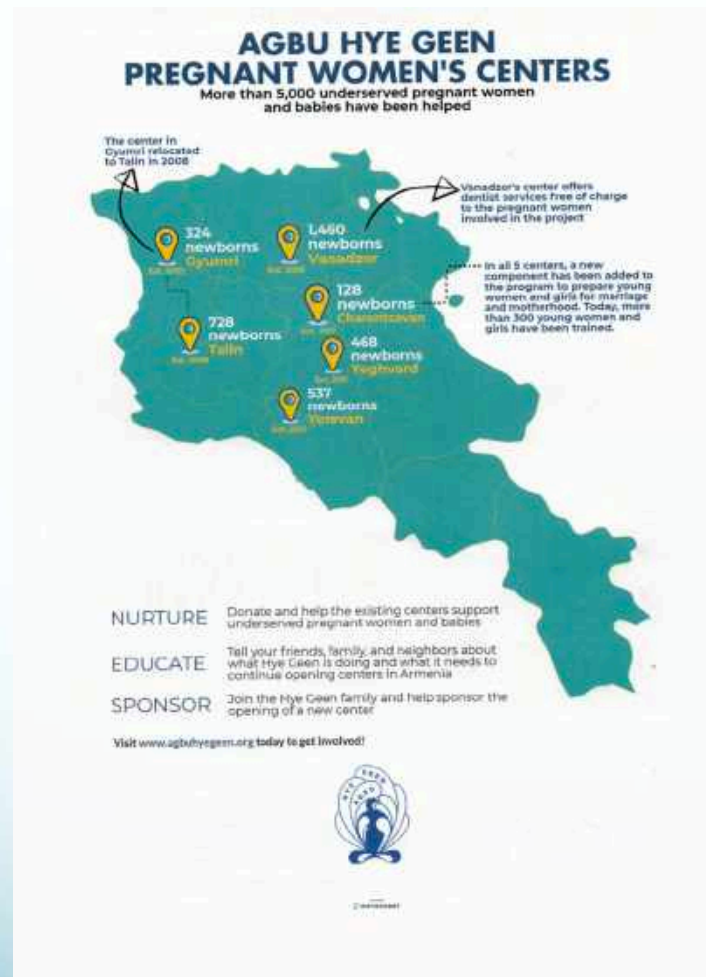 AGBU HYE GEEN
PREGNANT WOMEN'S CENTERS
More than 5,000 underserved pregnant women
and babies have been helped
The center in
Gyumri relocated
to Talin in 2008
Vanadzor's center offers
dentist services free of charge
to the pregnant women
involved in the project
324
newborns
Gyumri
1,460
newborns
Vanadzor
In all 5 centers, a new
component has been added to
the program to prepare young
women and girls for marriage
and motherhood. Today, more
than 300 young women and
girls have been trained.
128
newborns
Charentsavan
728
newborns
Talin
468
newborns
Yeghvard
537
newborns
Yerevan
NURTURE
Donate and help the existing centers support
underserved pregnant women and babies
EDUCATE
Tell your friends, family, and neighbors about
what Hye Geen is doing and what it needs to
continue opening centers in Armenia
SPONSOR
Join the Hye Geen family and help sponsor the
opening of a new center
Visit www.agbuhyegeen.org today to get involved!
HYE GEEN
AGBU